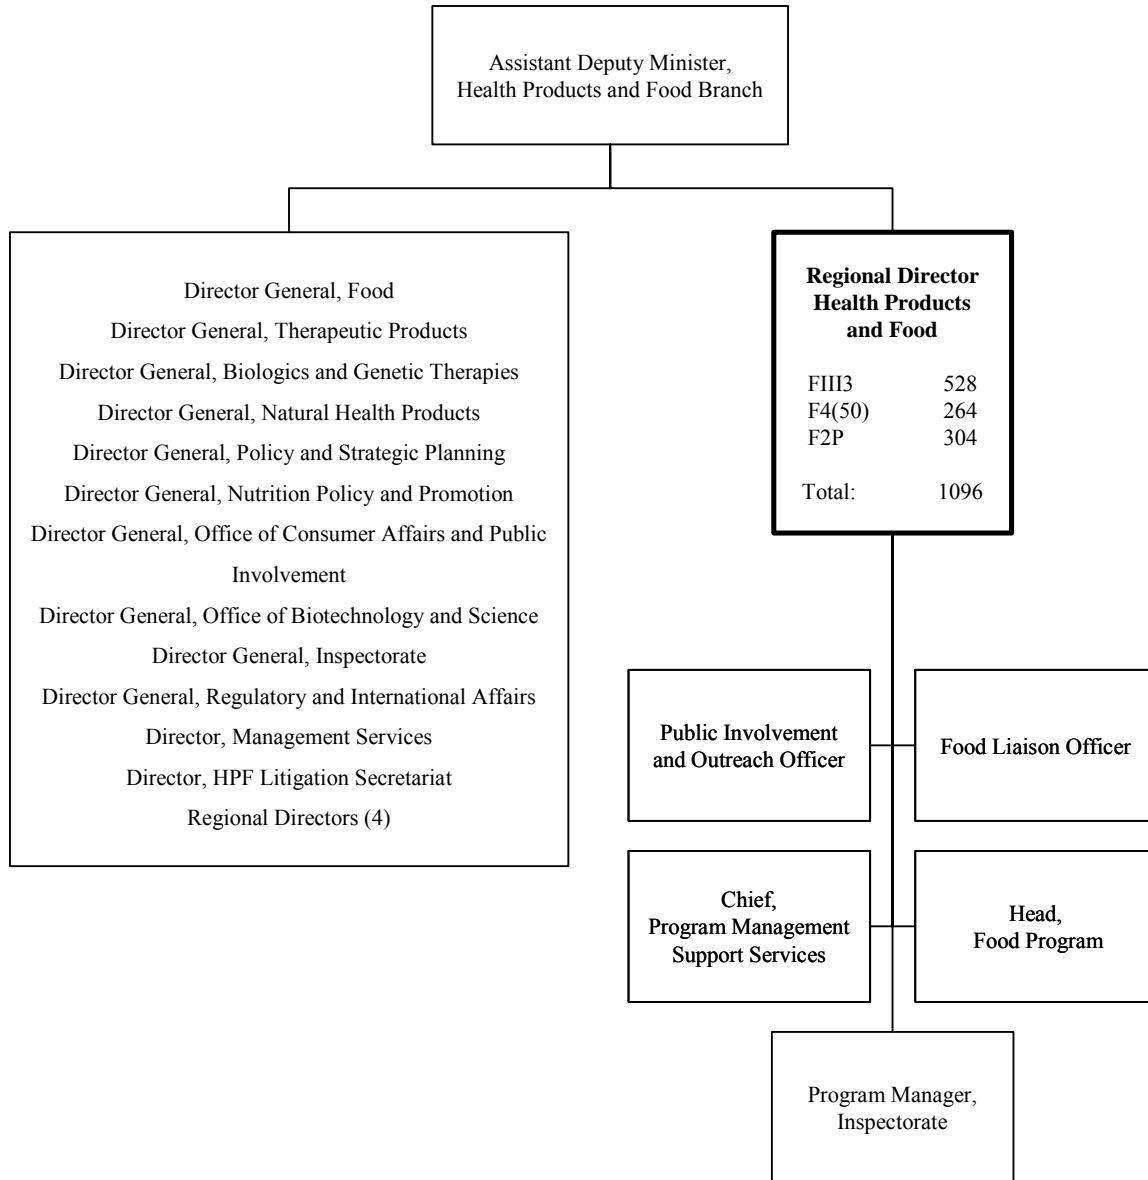 Assistant Deputy Minister,
Health Products and Food Branch
Director General, Food
Director General, Therapeutic Products
Director General, Biologics and Genetic Therapies
Director General, Natural Health Products
Director General, Policy and Strategic Planning
Director General, Nutrition Policy and Promotion
Director General, Office of Consumer Affairs and Public
Involvement
Director General, Office of Biotechnology and Science
Director General, Inspectorate
Director General, Regulatory and International Affairs
Director, Management Services
Director, HPF Litigation Secretariat
Regional Directors (4)
Regional Director
Health Products
and Food
FIII3 528
F4(50) 264
F2P 304
Total: 1096
Public Involvement
and Outreach Officer
Food Liaison Officer
Chief,
Program Management
Support Services
Head,
Food Program
Program Manager,
Inspectorate